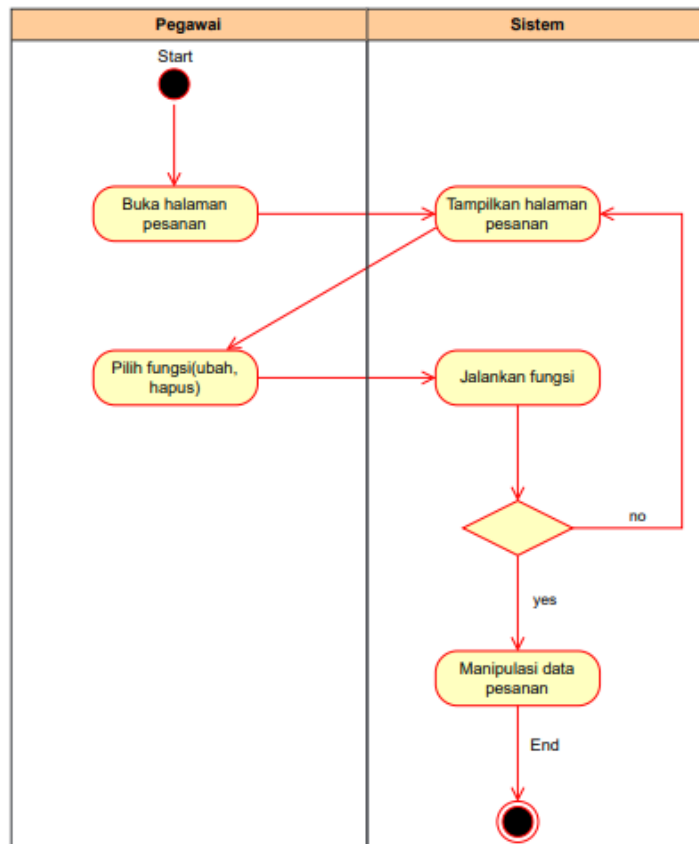 Pegawai
Sistem
Start
Buka halaman
pesanan
Tampilkan halaman
pesanan
Pilih fungsi(ubah,
hapus)
Jalankan fungsi
no
yes
Manipulasi data
pesanan
End